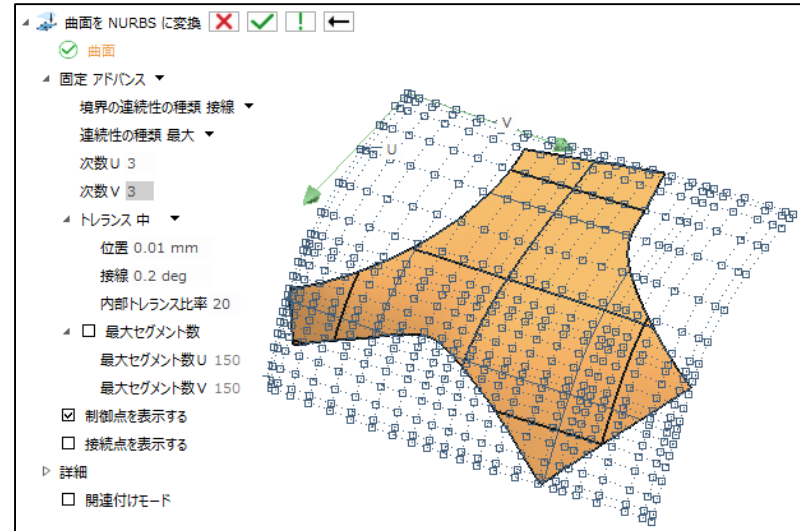 曲面を NURBS に変換
曲面
固定 アドバンス
境界の連続性の種類 接線
連続性の種類 最大
次数U 3
次数V 3
トレランス 中
位置 0.01 mm
接線 0.2 deg
内部トレランス比率 20
最大セグメント数
最大セグメント数U 150
最大セグメント数V 150
制御点を表示する
接続点を表示する
詳細
関連付けモード
V
U